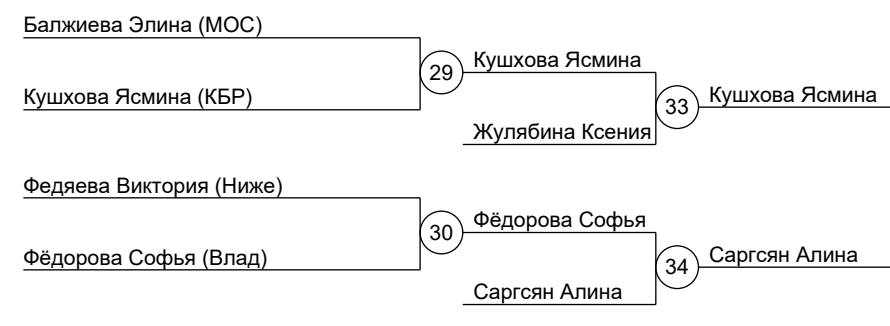 Балжиева Элина (МОС)
29
Кушхова Ясмина
Кушхова Ясмина (КБР)
33
Кушхова Ясмина
Жулябина Ксения
Федяева Виктория (Ниже)
30
Фёдорова Софья
Фёдорова Софья (Влад)
34
Саргсян Алина
Саргсян Алина